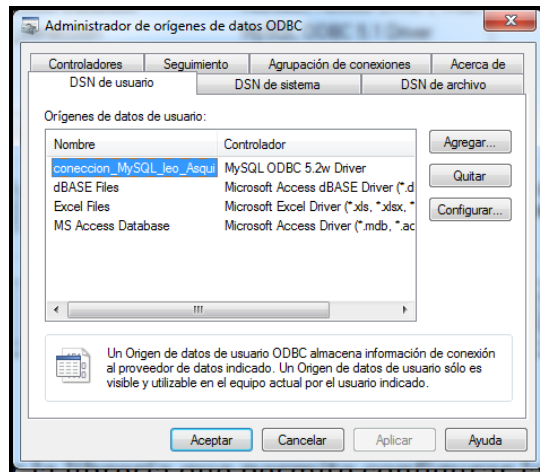 Administrador de orígenes de datos ODBC
Controladores Seguimiento Agrupación de conexiones Acerca de
DSN de usuario DSN de sistema DSN de archivo
Orígenes de datos de usuario:
Nombre Controlador
coneccion_MySQL_leo_Asqui MySQL ODBC 5.2w Driver
dBASE Files Microsoft Access dBASE Driver (*.d
Excel Files Microsoft Excel Driver (*.xls, *.xlsx, *
MS Access Database Microsoft Access Driver (*.mdb, *.ac
Agregar...
Quitar
Configurar...
Un Origen de datos de usuario ODBC almacena información de conexión
al proveedor de datos indicado. Un Origen de datos de usuario sólo es
visible y utilizable en el equipo actual por el usuario indicado.
Aceptar Cancelar Aplicar Ayuda